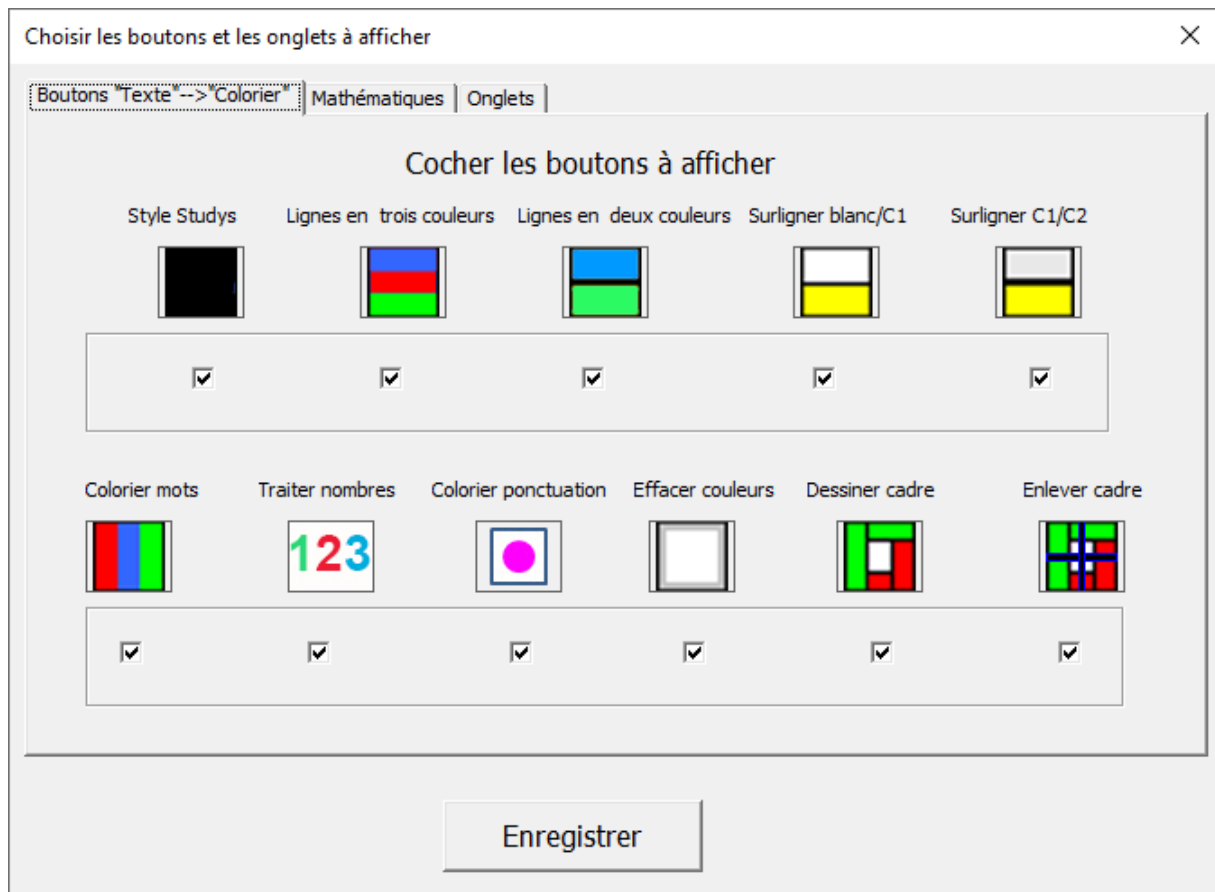 Choisir les boutons et les onglets à afficher
Boutons "Texte"-->"Colorier" Mathématiques Onglets
Cocher les boutons à afficher
Style Studys Lignes en trois couleurs Lignes en deux couleurs Surligner blanc/C1 Surligner C1/C2
Colorier mots Traiter nombres Colorier ponctuation Effacer couleurs Dessiner cadre Enlever cadre
123
Enregistrer